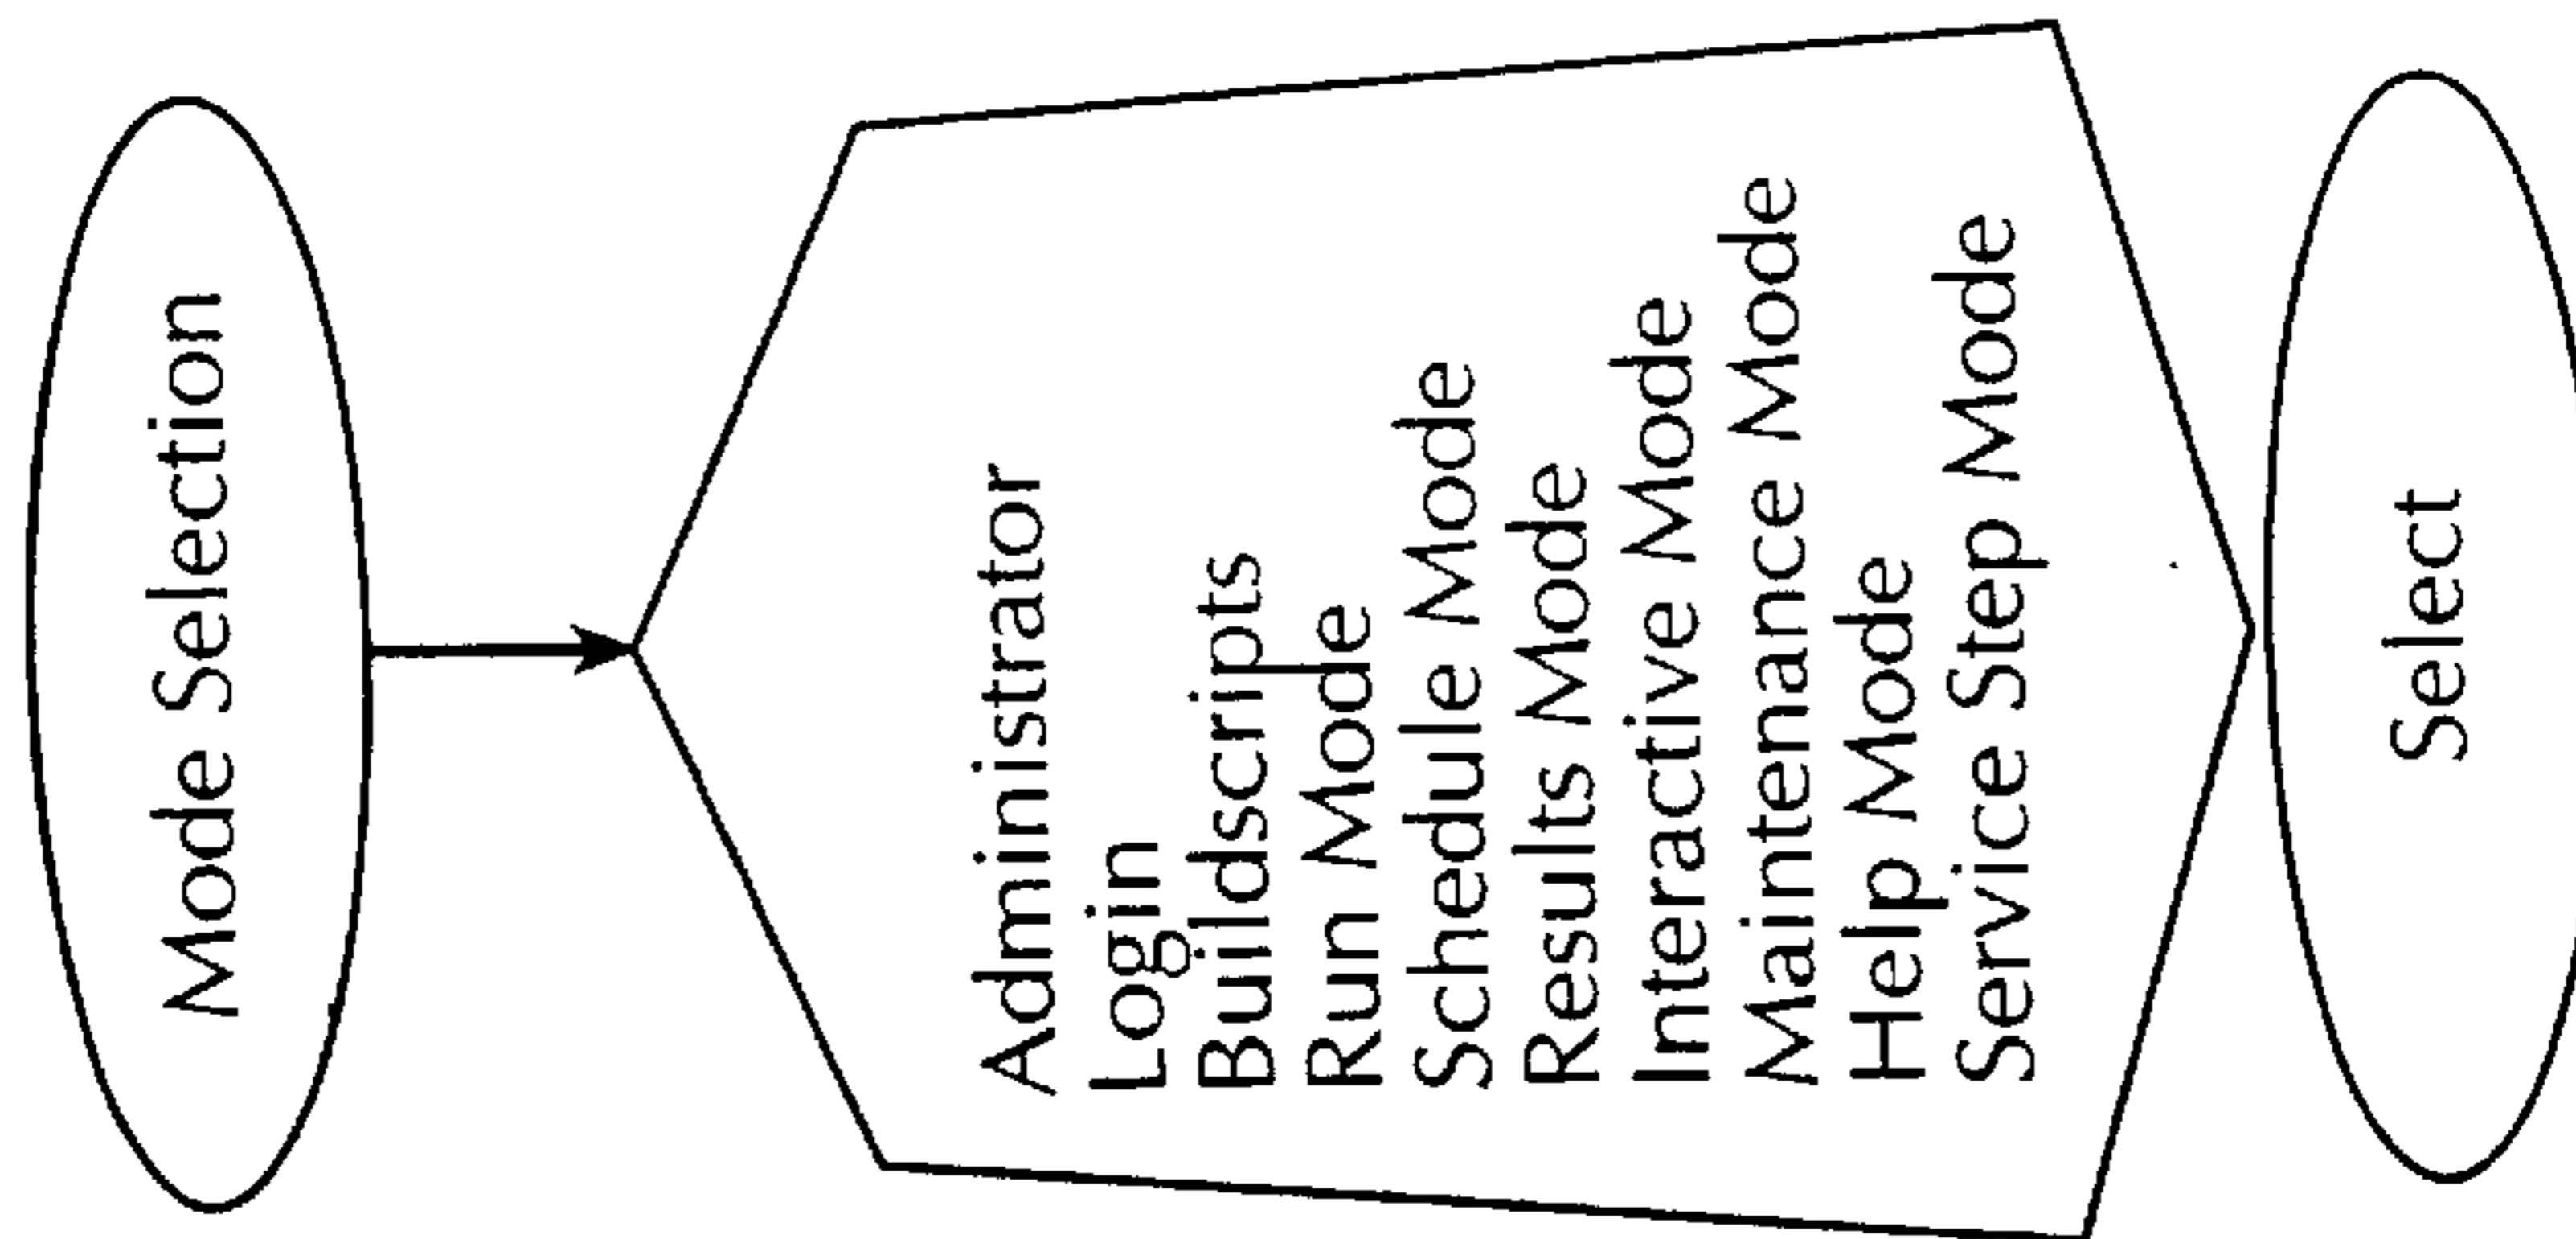 Mode Selection
Administrator
Login
Buildscripts
Run Mode
Schedule Mode
Results Mode
Interactive Mode
Maintenance Mode
Help Mode
Service Step Mode
Select